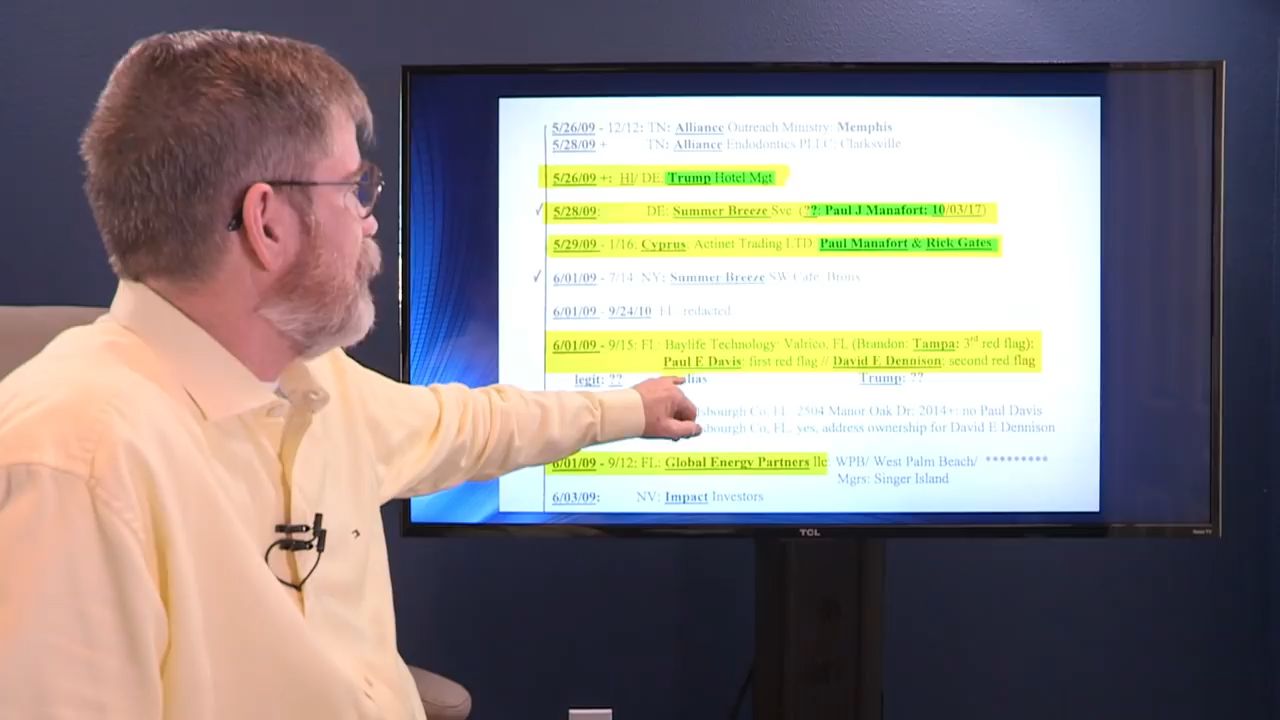 5/26/09 - 12/12: TN: Alliance Outreach Ministry: Memphis
5/28/09 + TN: Alliance Endodontics PLLC: Clarksville
5/26/09 +: HI/ DE: Trump Hotel Mgt
✓ 5/28/09: DE: Summer Breeze Svc (??: Paul J Manafort: 10/03/17)
5/29/09 - 1/16: Cyprus: Actinet Trading LTD Paul Manafort & Rick Gates
✓ 6/01/09 - 7/14: NY: Summer Breeze SW Cafe: Bronx
6/01/09 - 9/24/10 FL: redacted
6/01/09 - 9/15: FL: Baylife Technology: Valrico, FL (Brandon: Tampa: 3rd red flag):
Paul E Davis: first red flag // David E Dennison: second red flag
legit: ?? alias Trump: ??
sbourgh Co, FL. 2504 Manor Oak Dr: 2014+: no Paul Davis
sbourgh Co, FL. yes, address ownership for David E Dennison
6/01/09 - 9/12: FL: Global Energy Partners llc: WPB/ West Palm Beach/ *********
Mgrs: Singer Island
6/03/09: NV: Impact Investors
TCL